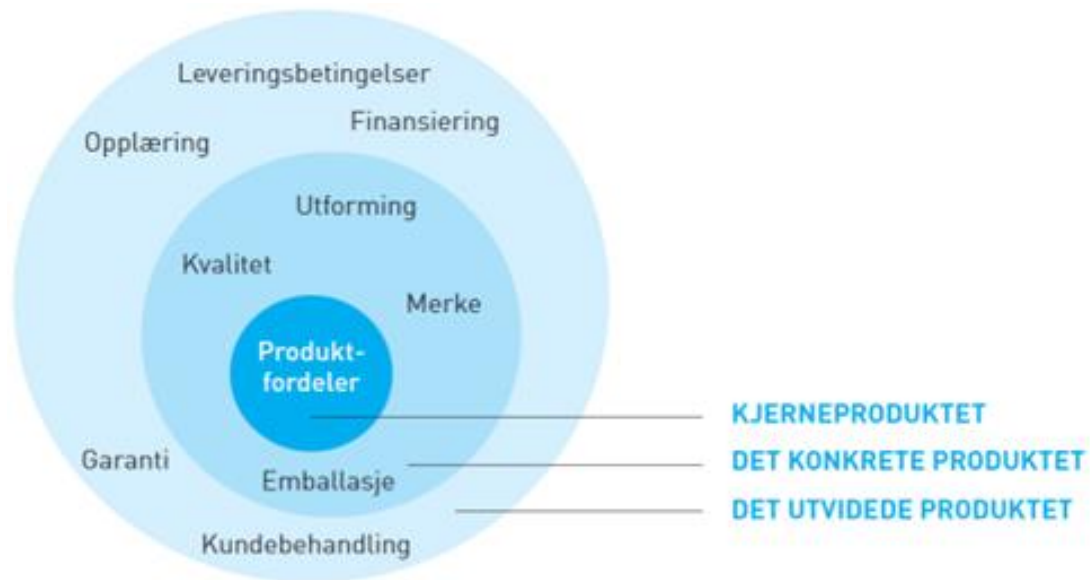 Leveringsbetingelser
Finansiering
Opplæring
Utforming
Kvalitet
Merke
Produkt-
fordeler
KJERNEPRODUKTET
Garanti
DET KONKRETE PRODUKTET
Emballasje
DET UTVIDEDE PRODUKTET
Kundebehandling